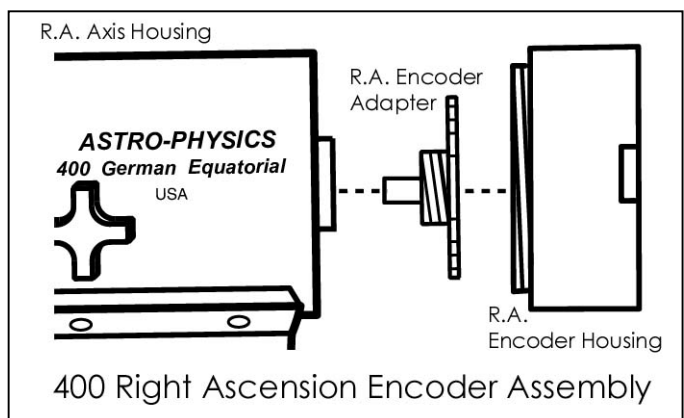 R.A. Axis Housing
R.A. Encoder
Adapter
ASTRO-PHYSICS
400 German Equatorial
USA
R.A.
Encoder Housing
400 Right Ascension Encoder Assembly